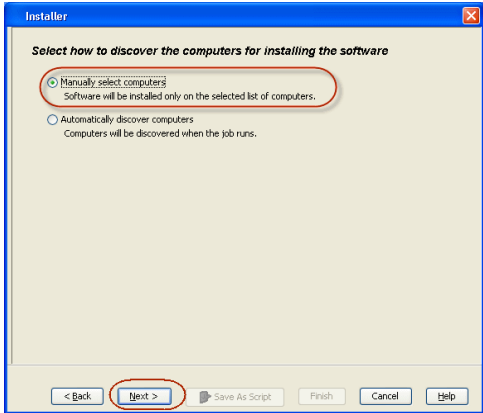 Installer
Select how to discover the computers for installing the software
Manually select computers
Software will be installed only on the selected list of computers.
Automatically discover computers
Computers will be discovered when the job runs.
< Back Next > Save As Script Finish Cancel Help